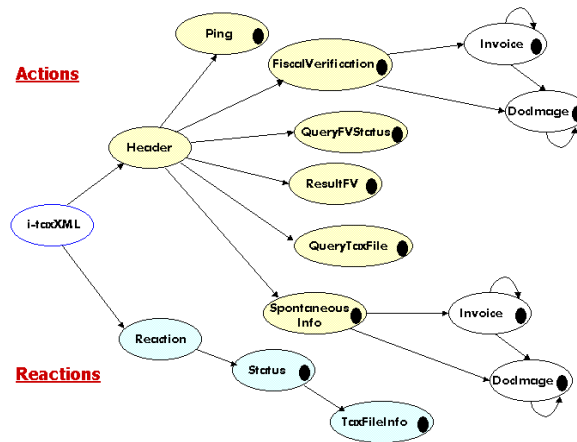 Ping
Invoice
FiscalVerification
Actions
DocImage
QueryFVStatus
Header
ResultFV
i-taxXML
QueryTaxFile
Spontaneous
Info
Invoice
Reaction
Reactions
Status
DocImage
TaxFileInfo